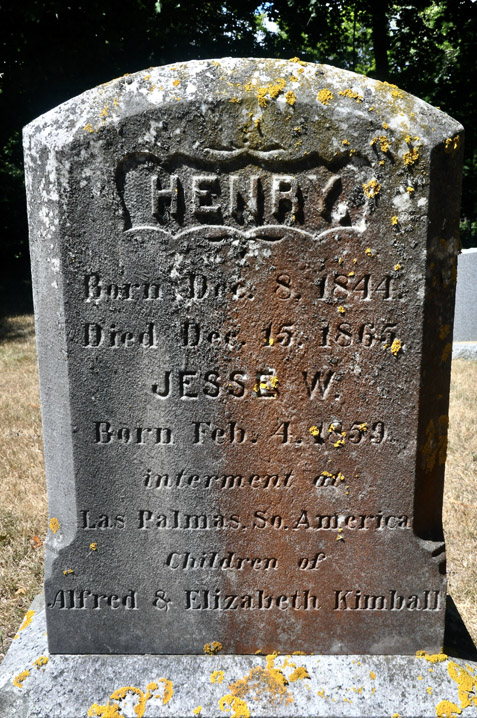 HENRY.
Born Dec. 8, 1844.
Died Dec. 15, 1865.
JESSE W.
Born Feb. 4, 1859.
interment at
Las Palmas, So. America
Children of
Alfred & Elizabeth Kimball